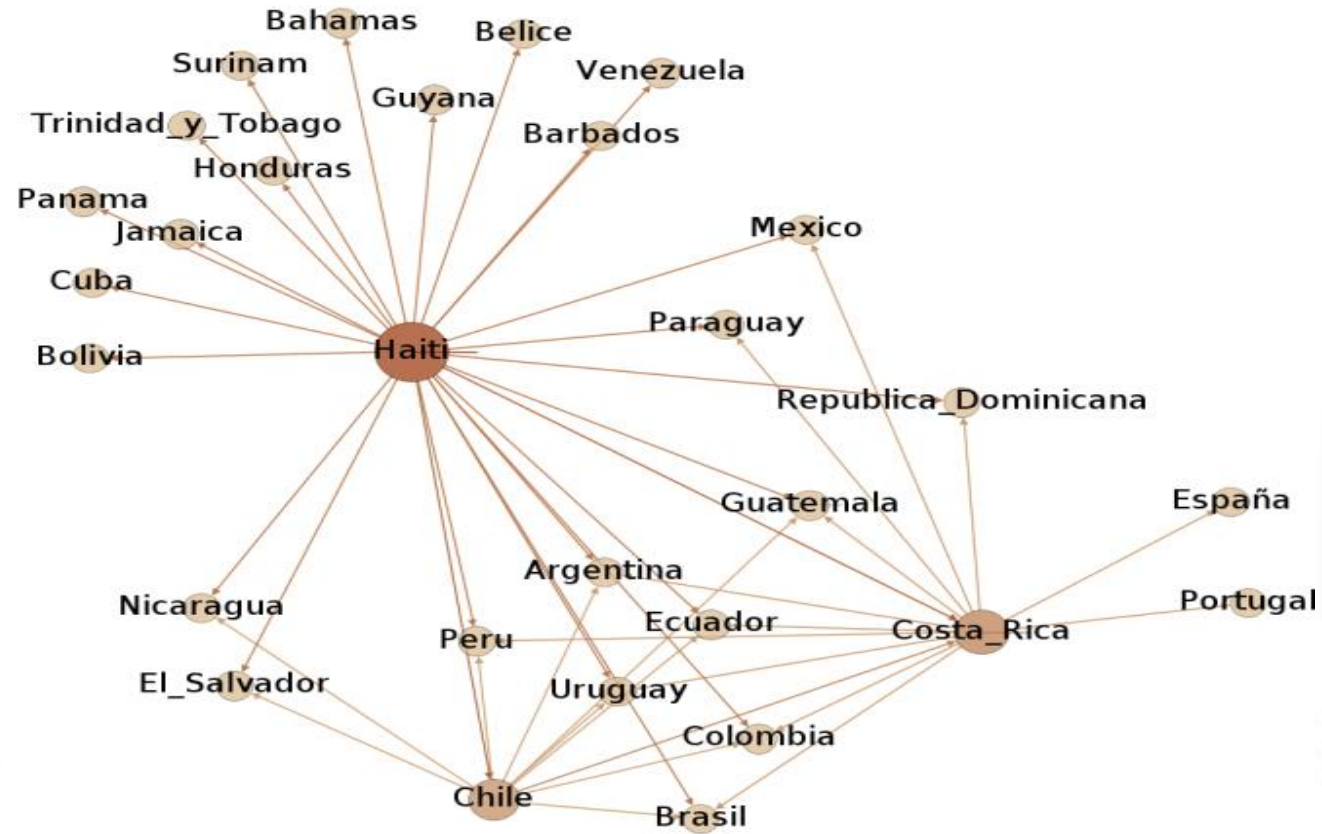 Bahamas
Belice
Surinam
Venezuela
Guyana
Trinidad_y_Tobago
Barbados
Honduras
Panama
Jamaica
Mexico
Cuba
Paraguay
Haiti
Bolivia
Republica_Dominicana
Guatemala
España
Argentina
Nicaragua
Portugal
Ecuador
Costa_Rica
Peru
El_Salvador
Uruguay
Colombia
Chile
Brasil